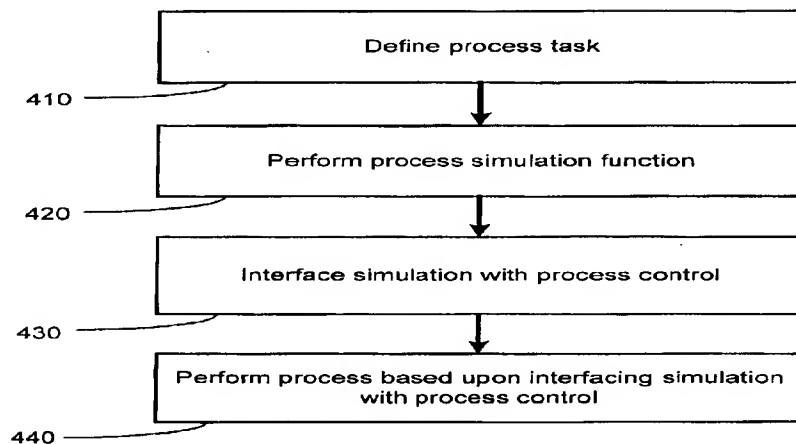 Define process task
410
Perform process simulation function
420
Interface simulation with process control
430
Perform process based upon interfacing simulation
with process control
440